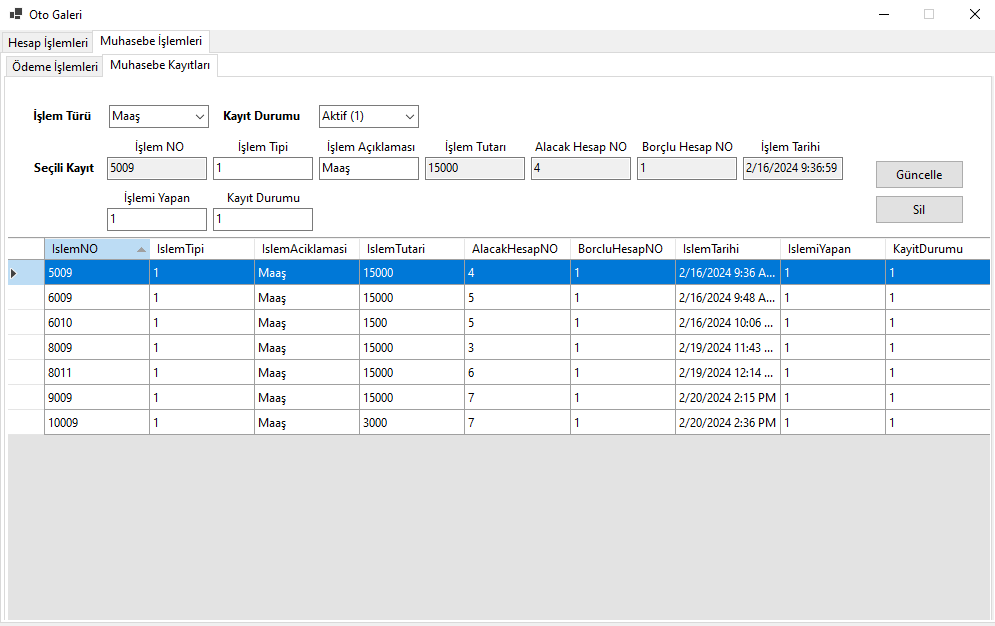 Oto Galeri
Hesap İşlemleri Muhasebe İşlemleri
Ödeme İşlemleri Muhasebe Kayıtları
İşlem Türü Maaş Kayıt Durumu Aktif (1)
İşlem NO İşlem Tipi İşlem Açıklaması İşlem Tutarı Alacak Hesap NO Borçlu Hesap NO İşlem Tarihi
Seçili Kayıt 5009 1 Maaş 15000 4 1 2/16/2024 9:36:59
Güncelle
İşlemi Yapan Kayıt Durumu
Sil
1 1
IslemNO IslemTipi IslemAciklamasi IslemTutari AlacakHesapNO BorcluHesapNO IslemTarihi IslemiYapan KayitDurumu
5009 1 Maaş 15000 4 1 2/16/2024 9:36 A... 1 1
6009 1 Maaş 15000 5 1 2/16/2024 9:48 A... 1 1
6010 1 Maaş 1500 5 1 2/16/2024 10:06 ... 1 1
8009 1 Maaş 15000 3 1 2/19/2024 11:43 ... 1 1
8011 1 Maaş 15000 6 1 2/19/2024 12:14 ... 1 1
9009 1 Maaş 15000 7 1 2/20/2024 2:15 PM 1 1
10009 1 Maaş 3000 7 1 2/20/2024 2:36 PM 1 1